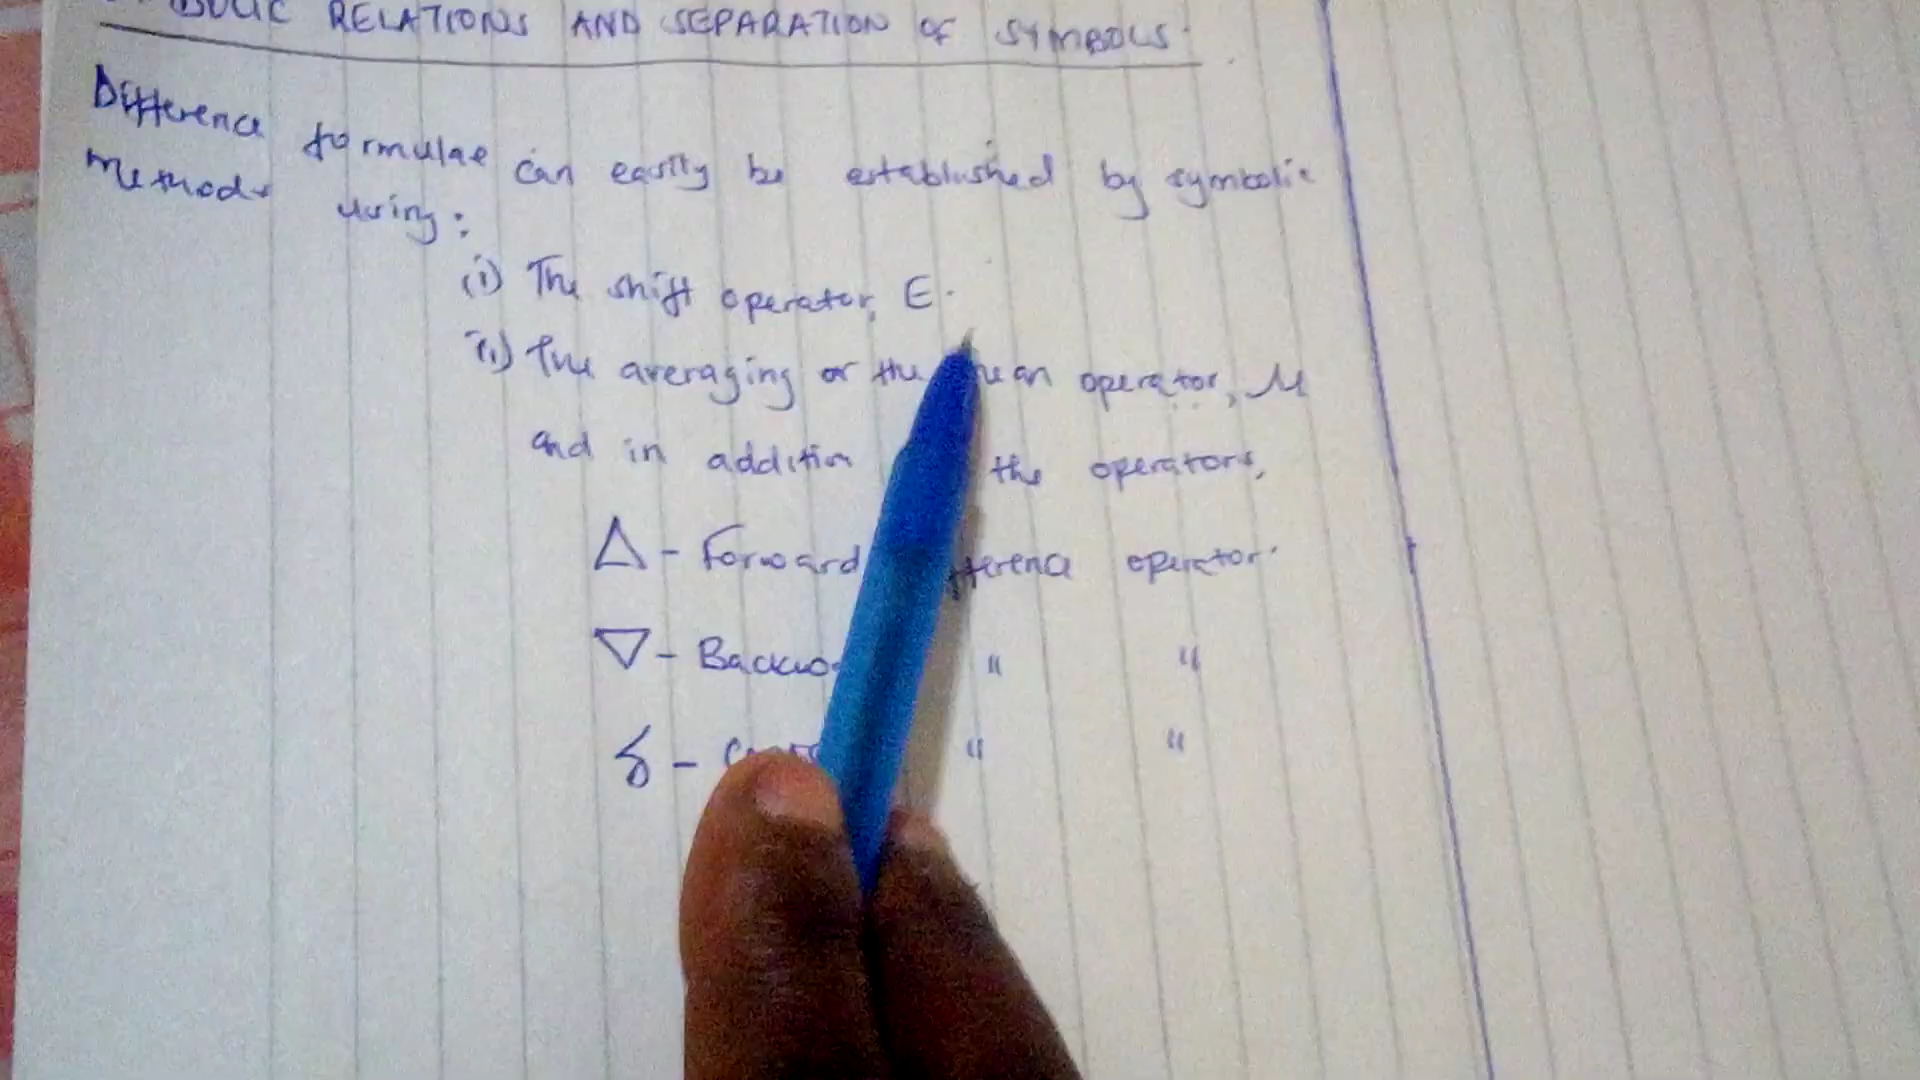 RELATIONS AND SEPARATION OF SYMBOLS.
Difference formulae can easily be established by symbolic
Methods using:
(i) The shift operator, E.
(ii) The averaging or the mean operator, μ
and in addition the operators,
Δ - Forward operator.
∇ - " "
δ - " "